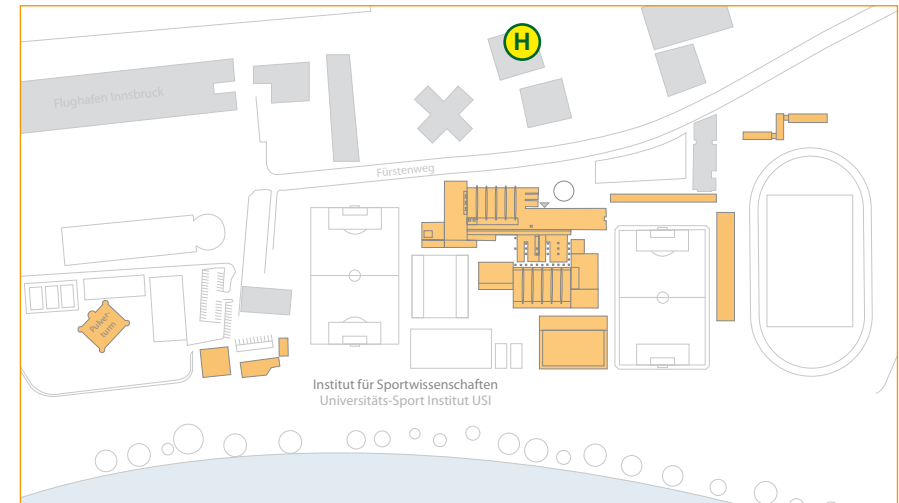 H
Flughafen Innsbruck
Fürstenweg
Pulver-
turm
Institut für Sportwissenschaften
Universitäts-Sport Institut USI